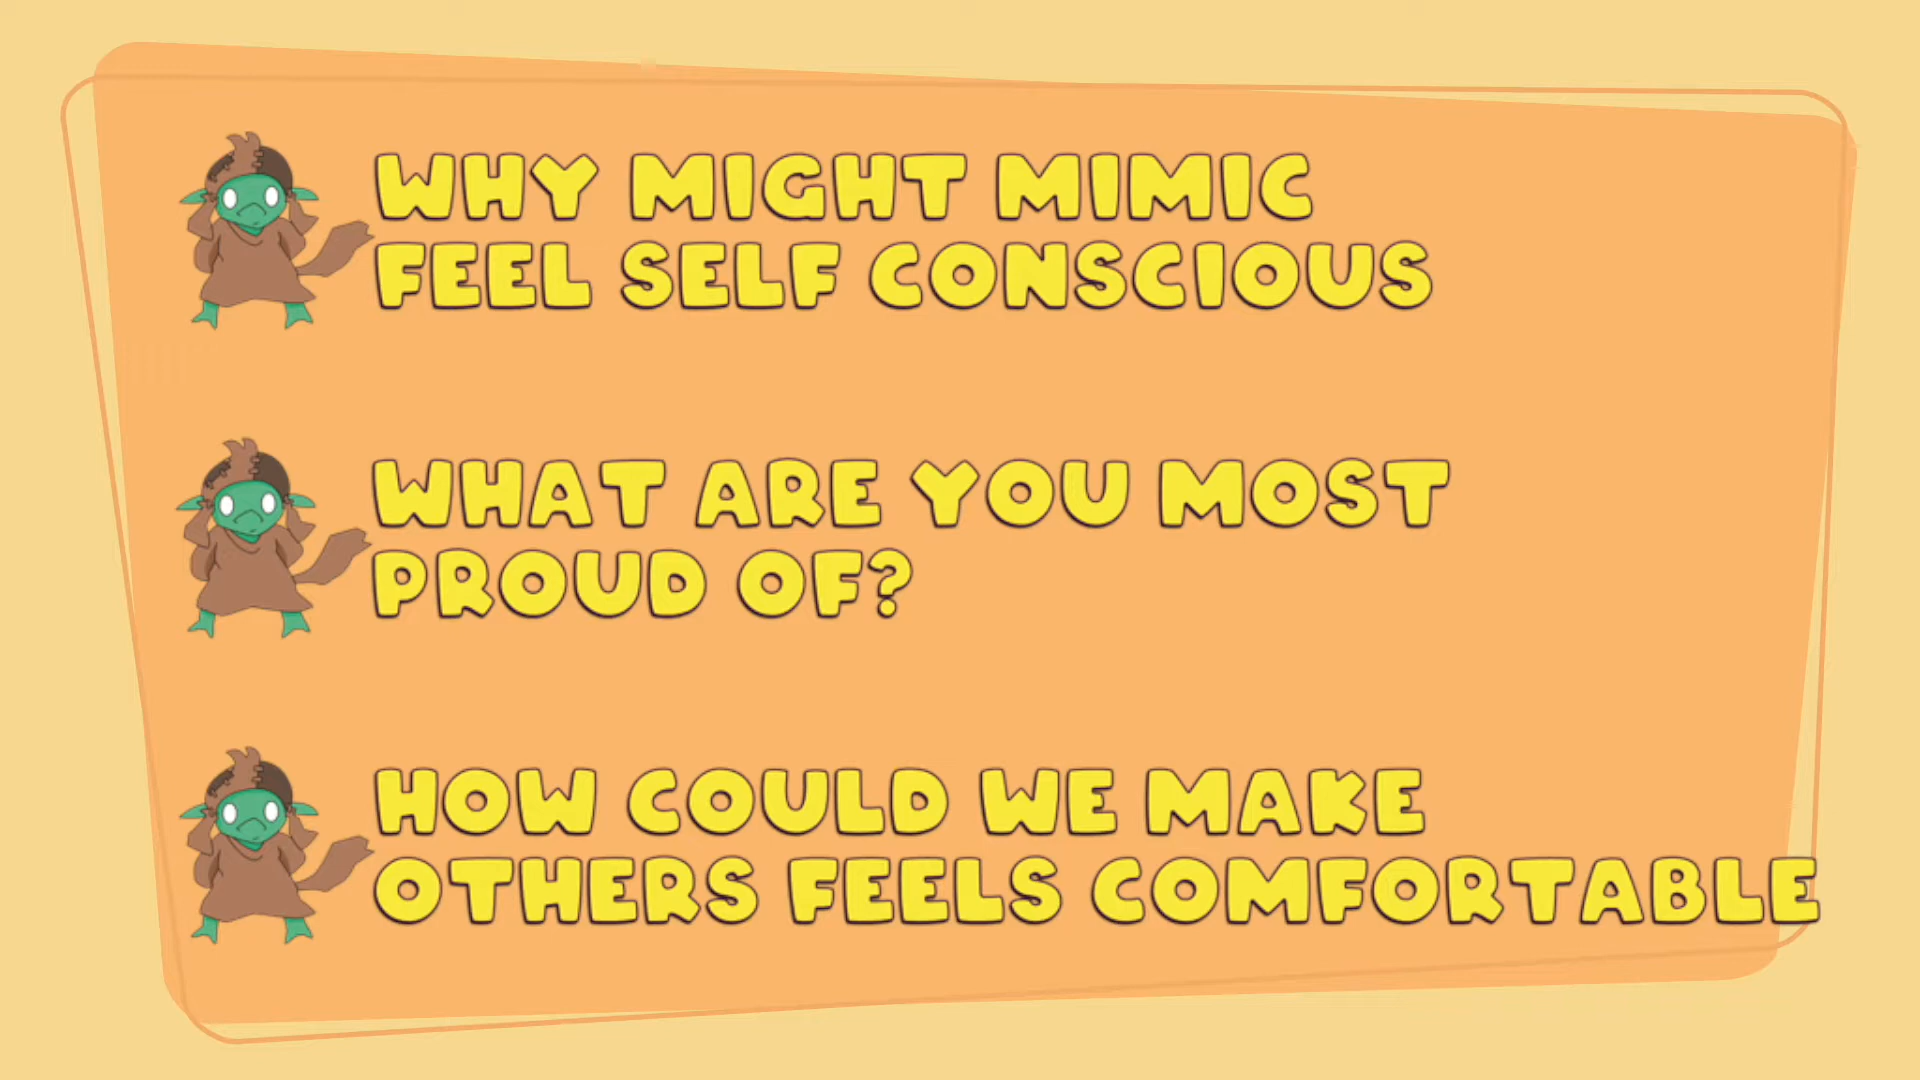 WHY MIGHT MIMIC
FEEL SELF CONSCIOUS
WHAT ARE YOU MOST
PROUD OF?
HOW COULD WE MAKE
OTHERS FEELS COMFORTABLE